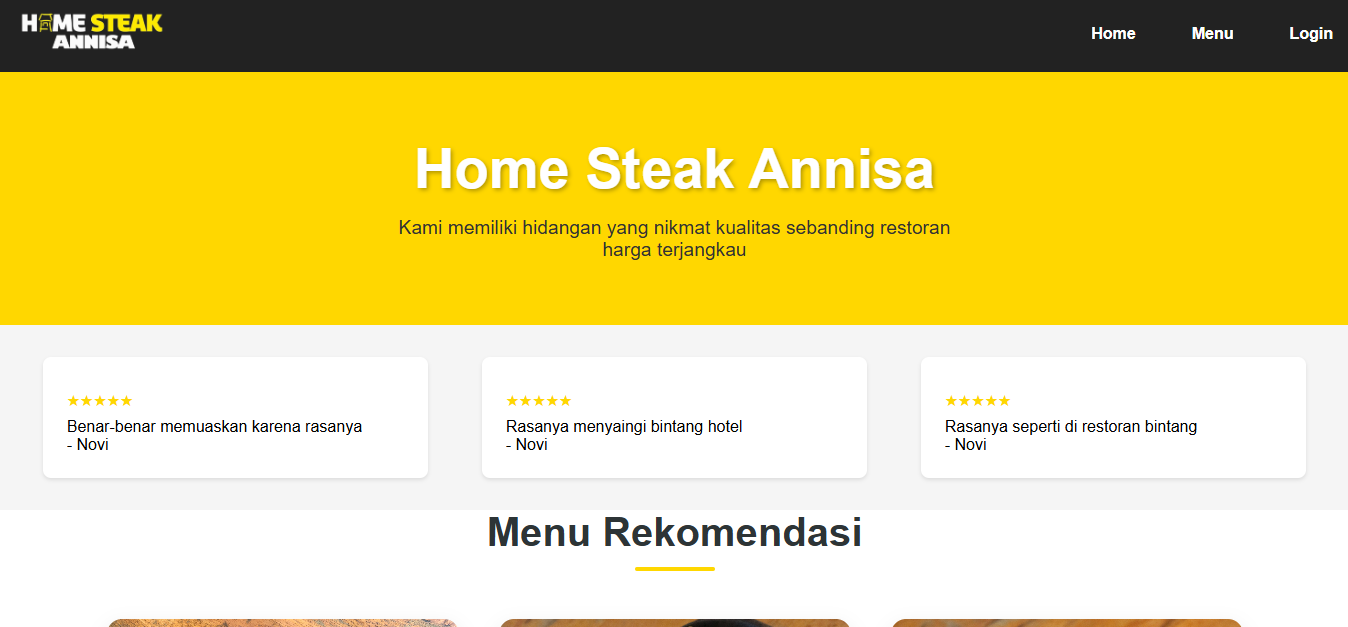 HOME STEAK
ANNISA
Home Menu Login
Home Steak Annisa
Kami memiliki hidangan yang nikmat kualitas sebanding restoran
harga terjangkau
★★★★★
Benar-benar memuaskan karena rasanya
- Novi
★★★★★
Rasanya menyaingi bintang hotel
- Novi
★★★★★
Rasanya seperti di restoran bintang
- Novi
Menu Rekomendasi